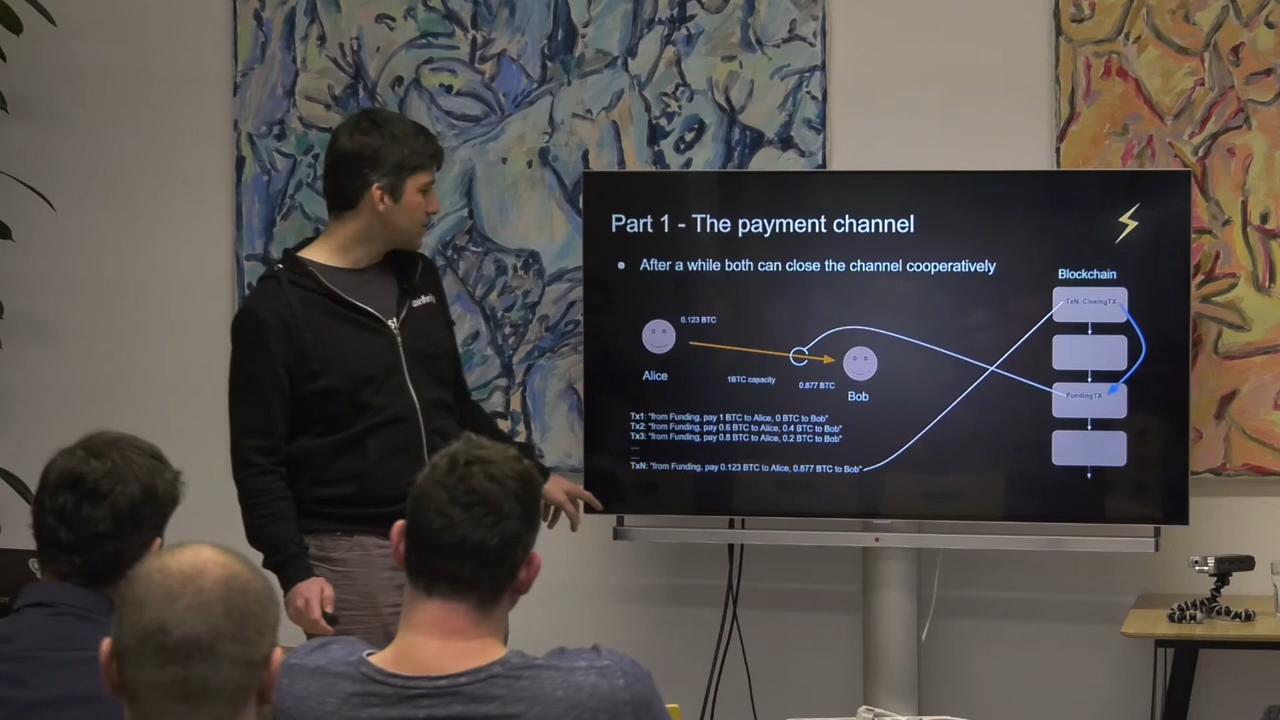 Part 1 - The payment channel
After a while both can close the channel cooperatively
Blockchain
TxN, ClosingTX
0.123 BTC
Alice
1BTC capacity
0.877 BTC
Bob
FundingTX
Tx1: "from Funding, pay 1 BTC to Alice, 0 BTC to Bob"
Tx2: "from Funding, pay 0.6 BTC to Alice, 0.4 BTC to Bob"
Tx3: "from Funding, pay 0.8 BTC to Alice, 0.2 BTC to Bob"
....
....
TxN: "from Funding, pay 0.123 BTC to Alice, 0.877 BTC to Bob"